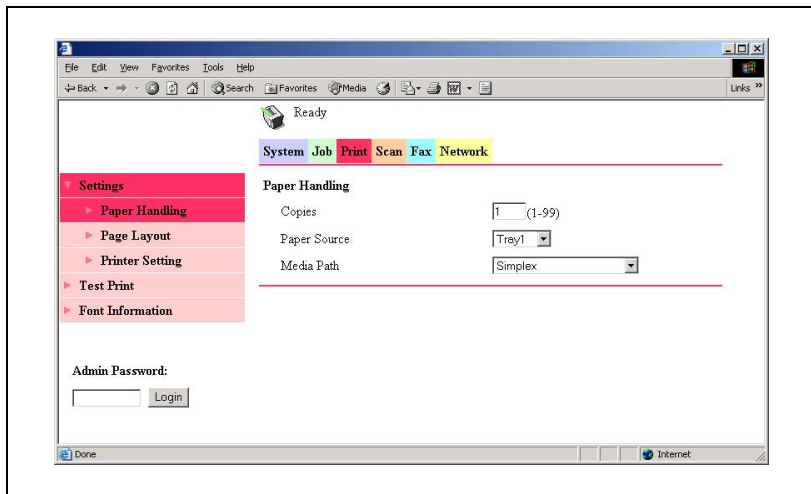 File Edit View Favorites Tools Help
Back Search Favorites Media Links »
Ready
System Job Print Scan Fax Network
Settings
Paper Handling
Page Layout
Printer Setting
Test Print
Font Information
Admin Password:
Login
Paper Handling
Copies 1 (1-99)
Paper Source Tray1
Media Path Simplex
Done Internet